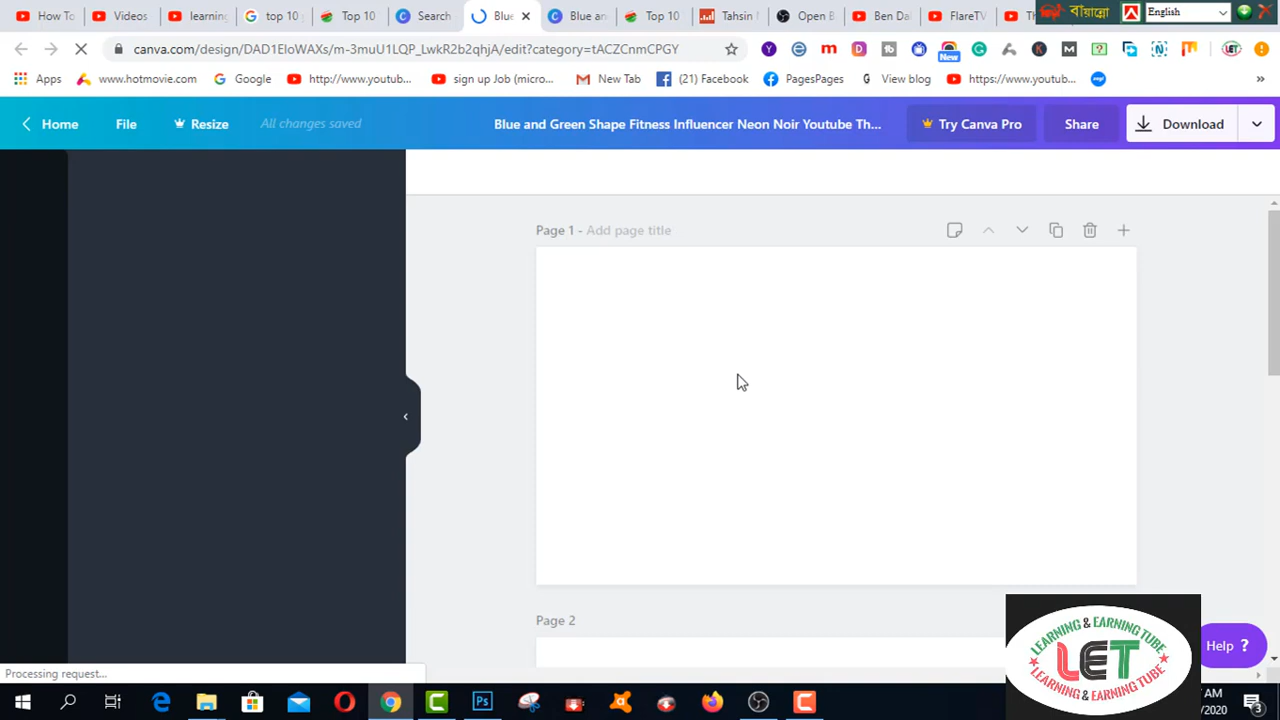 How To
Videos
learning
top 10
Search
Blue
Blue an
Top 10
Tahsin
Open B
Ben Dal
FlareTV
বায়ান্নো
English
canva.com/design/DAD1EloWAXs/m-3muU1LQP_LwkR2b2qhjA/edit?category=tACZCnmCPGY
New
LET
Apps
www.hotmovie.com
Google
http://www.youtub...
sign up Job (micro...
New Tab
(21) Facebook
PagesPages
View blog
https://www.youtub...
»
Home
File
Resize
All changes saved
Blue and Green Shape Fitness Influencer Neon Noir Youtube Th...
Try Canva Pro
Share
Download
Page 1 - Add page title
Page 2
LEARNING & EARNING TUBE
LET
LEARNING & EARNING TUBE
Help ?
Processing request...
AM
/2020
3